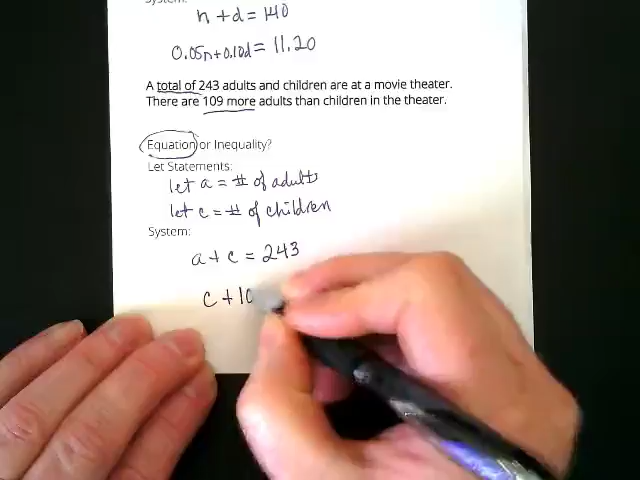 System:
n + d = 140
0.05n + 0.10d = 11.20
A total of 243 adults and children are at a movie theater.
There are 109 more adults than children in the theater.
Equation or Inequality?
Let Statements:
let a = # of adults
let c = # of children
System:
a + c = 243
c + 10